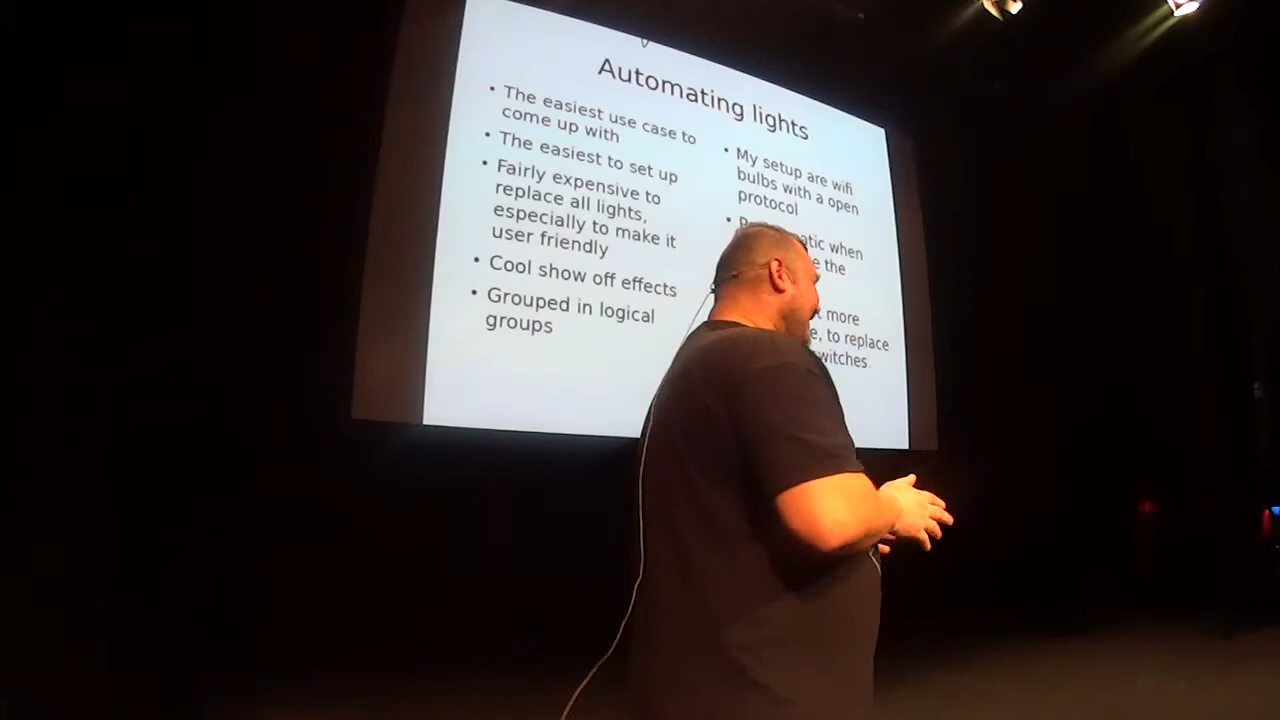 Automating lights
• The easiest use case to
come up with
• The easiest to set up
• Fairly expensive to
replace all lights,
especially to make it
user friendly
• Cool show off effects
• Grouped in logical
groups
• My setup are wifi
bulbs with a open
protocol
• when
the
more
to replace